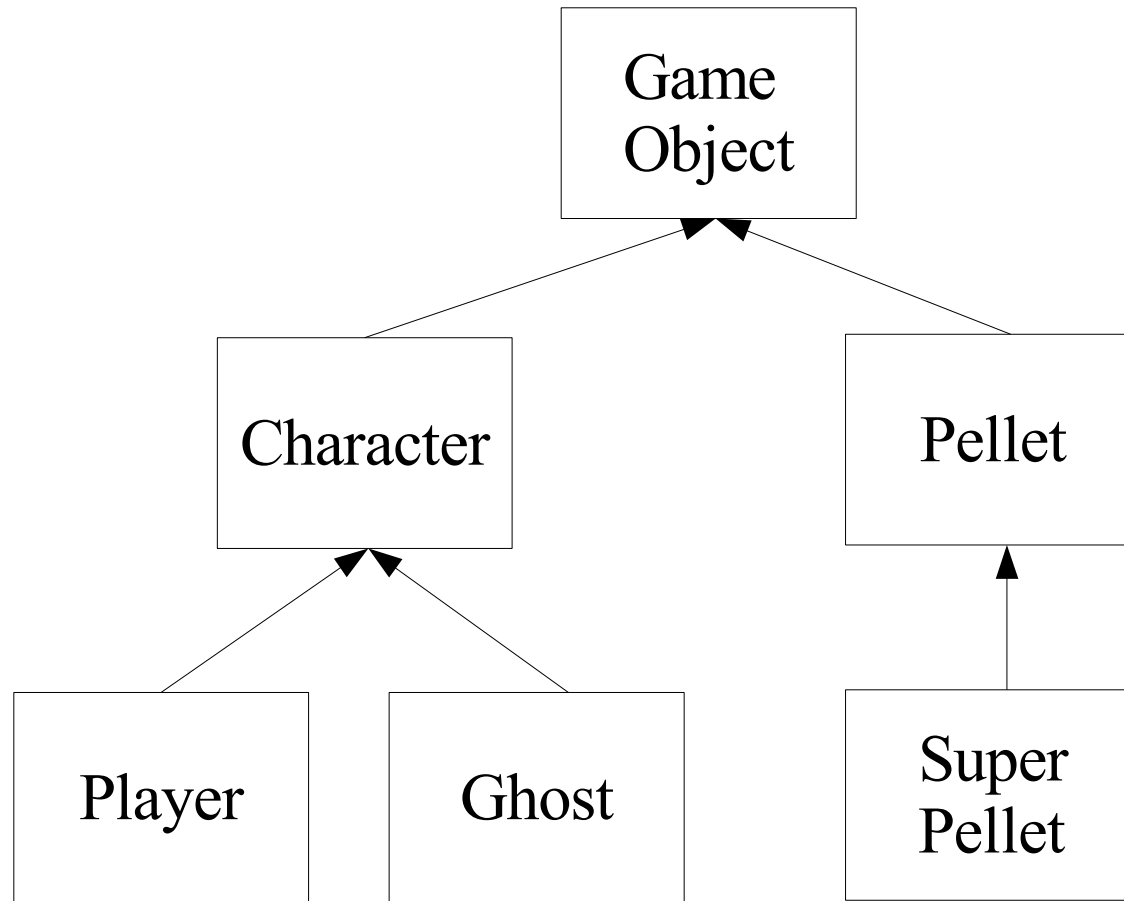 Game
Object
Character
Pellet
Player
Ghost
Super
Pellet